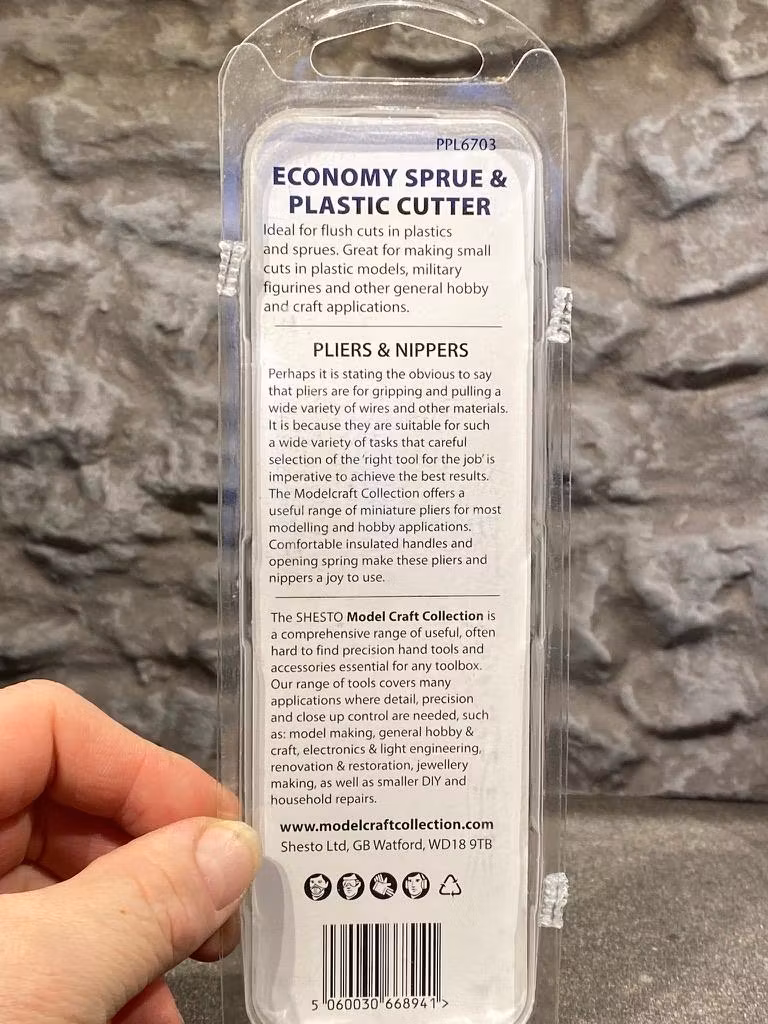 PPL6703
ECONOMY SPRUE &
PLASTIC CUTTER
Ideal for flush cuts in plastics
and sprues. Great for making small
cuts in plastic models, military
figurines and other general hobby
and craft applications.
PLIERS & NIPPERS
Perhaps it is stating the obvious to say
that pliers are for gripping and pulling a
wide variety of wires and other materials.
It is because they are suitable for such
a wide variety of tasks that careful
selection of the 'right tool for the job' is
imperative to achieve the best results.
The Modelcraft Collection offers a
useful range of miniature pliers for most
modelling and hobby applications.
Comfortable insulated handles and
opening spring make these pliers and
nippers a joy to use.
The SHESTO Model Craft Collection is
a comprehensive range of useful, often
hard to find precision hand tools and
accessories essential for any toolbox.
Our range of tools covers many
applications where detail, precision
and close up control are needed, such
as: model making, general hobby &
craft, electronics & light engineering,
renovation & restoration, jewellery
making, as well as smaller DIY and
household repairs.
www.modelcraftcollection.com
Shesto Ltd, GB Watford, WD18 9TB
5 060030 668941 >